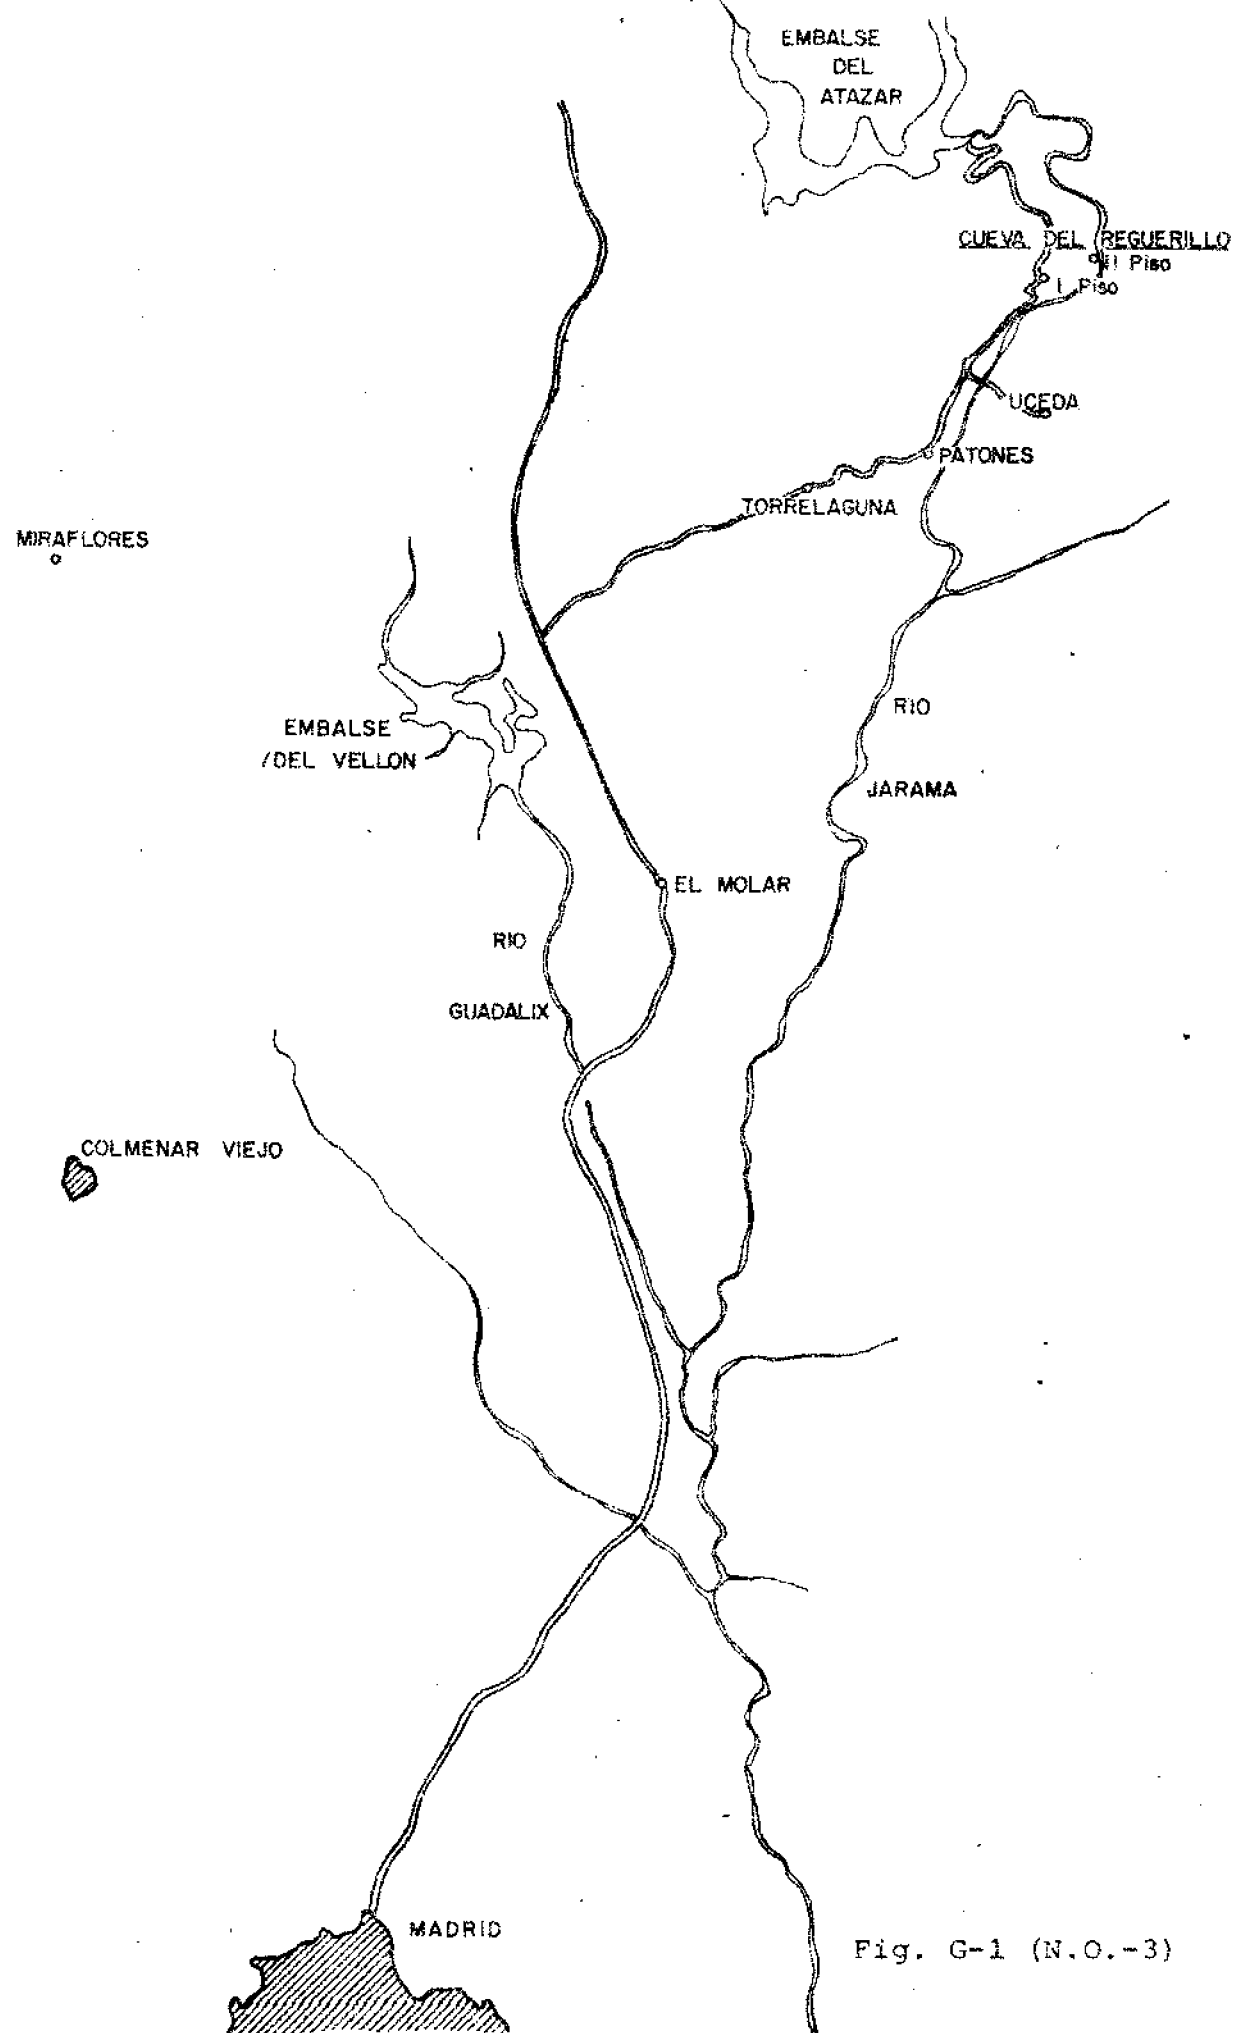 EMBALSE
DEL
ATAZAR
CUEVA DEL REGUERILLO
II Piso
I Piso
UCEDA
PATONES
TORRELAGUNA
MIRAFLORES
RIO
EMBALSE
DEL VELLON
JARAMA
EL MOLAR
RIO
GUADALIX
COLMENAR VIEJO
MADRID
Fig. G-1 (N.O.-3)